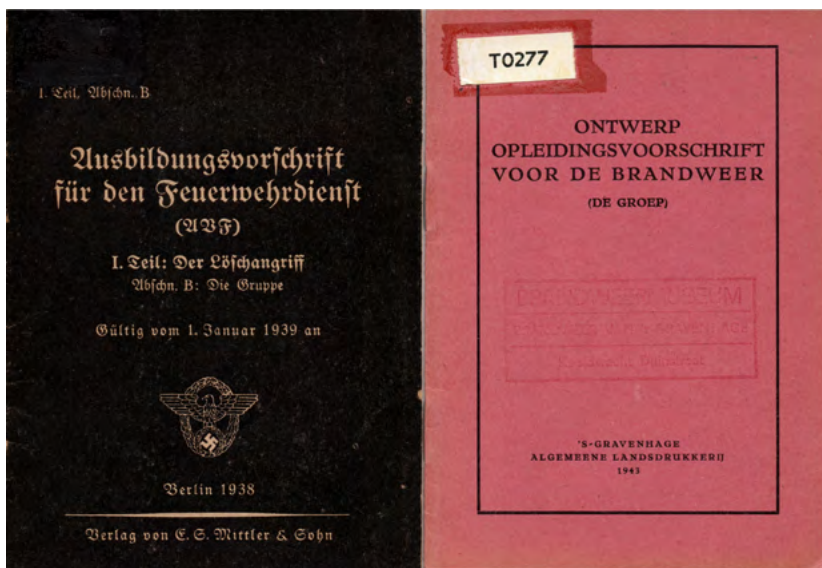 I. Teil, Abschn. B
Ausbildungsvorschrift
für den Feuerwehrdienst
(AVF)
I. Teil: Der Löschangriff
Abschn. B: Die Gruppe
Gültig vom 1. Januar 1939 an
Berlin 1938
Verlag von E. S. Mittler & Sohn
T0277
ONTWERP
OPLEIDINGSVOORSCHRIFT
VOOR DE BRANDWEER
(DE GROEP)
BRANDWEERMUSEUM
'S-GRAVENHAGE
ALGEMEENE LANDSDRUKKERIJ
1943